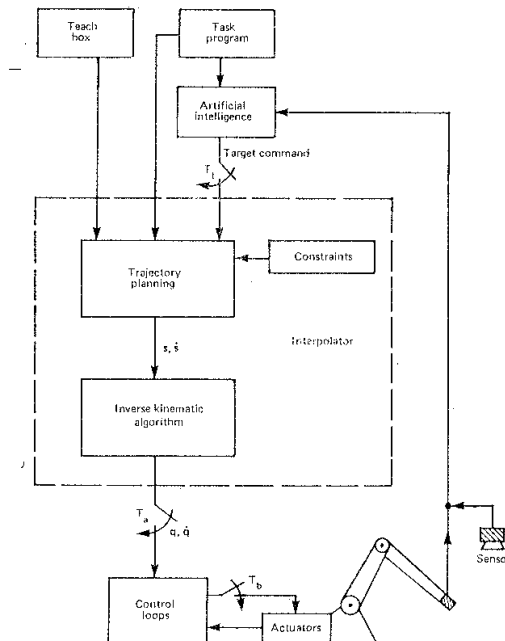 Teach
box
Task
program
Artificial
intelligence
Target command
T_t
Trajectory
planning
Constraints
s, ṡ
Interpolator
Inverse kinematic
algorithm
T_a
q, q̇
Senso
Control
loops
T_b
Actuators